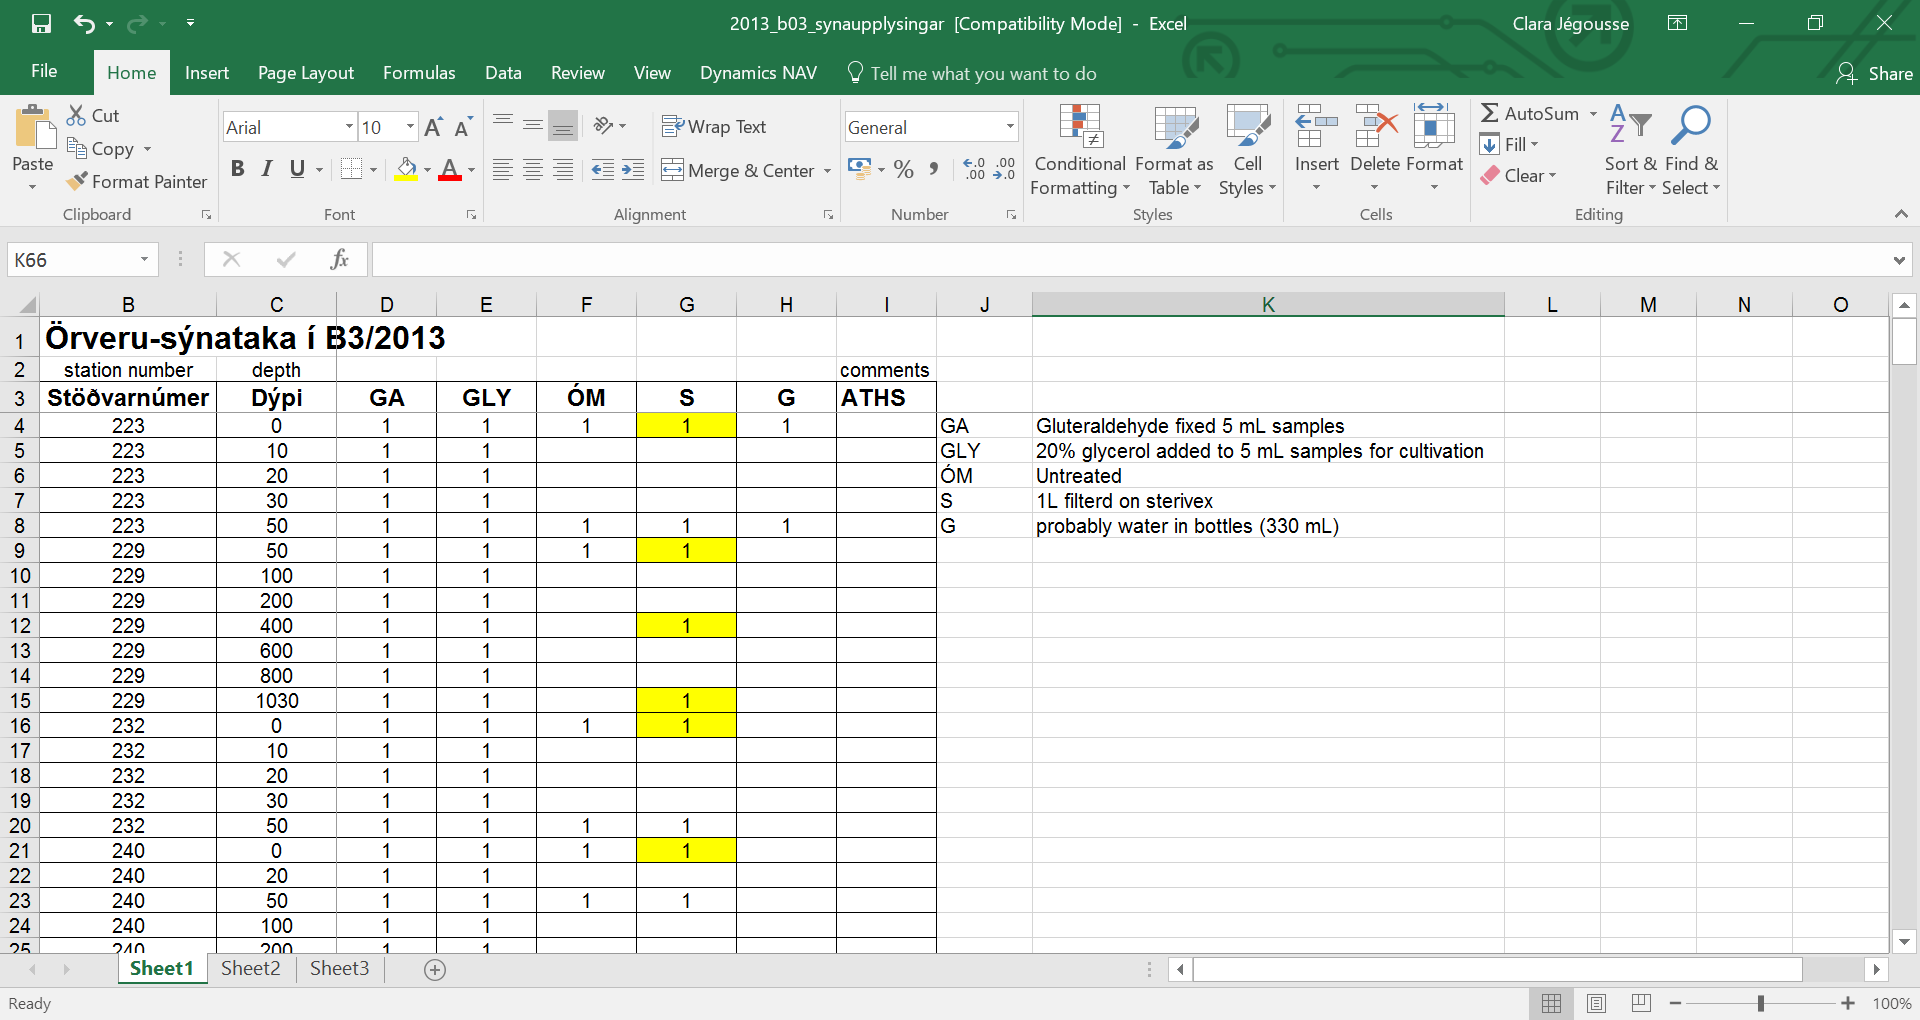 2013_b03_synaupplysingar [Compatibility Mode] - Excel
Clara Jégousse
File Home Insert Page Layout Formulas Data Review View Dynamics NAV Tell me what you want to do Share
Paste Cut Copy Format Painter
Clipboard
Arial 10 A A
B I U A
Font
Wrap Text
Merge & Center
Alignment
General
% , ←.0 .00 .00 →.0
Number
Conditional Formatting Format as Table Cell Styles
Styles
Insert Delete Format
Cells
AutoSum Fill Clear Sort & Filter Find & Select
Editing
K66 fx
B C D E F G H I J K L M N O
1 Örveru-sýnataka í B3/2013
2 station number depth comments
3 Stöðvarnúmer Dýpi GA GLY ÓM S G ATHS
4 223 0 1 1 1 1 1 GA Gluteraldehyde fixed 5 mL samples
5 223 10 1 1 GLY 20% glycerol added to 5 mL samples for cultivation
6 223 20 1 1 ÓM Untreated
7 223 30 1 1 S 1L filterd on sterivex
8 223 50 1 1 1 1 1 G probably water in bottles (330 mL)
9 229 50 1 1 1 1
10 229 100 1 1
11 229 200 1 1
12 229 400 1 1 1
13 229 600 1 1
14 229 800 1 1
15 229 1030 1 1 1
16 232 0 1 1 1 1
17 232 10 1 1
18 232 20 1 1
19 232 30 1 1
20 232 50 1 1 1 1
21 240 0 1 1 1 1
22 240 20 1 1
23 240 50 1 1 1 1
24 240 100 1 1
25 240 200 1 1
Sheet1 Sheet2 Sheet3
Ready 100%